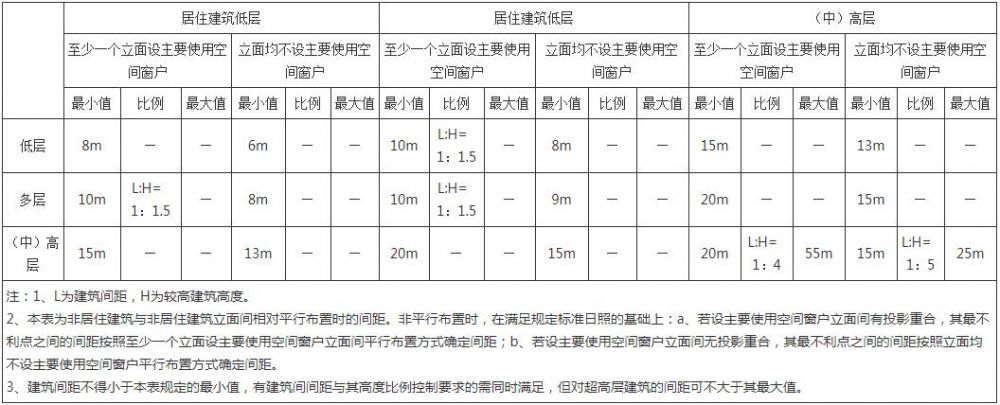 居住建筑低层 居住建筑低层 （中）高层
至少一个立面设主要使用空间窗户 立面均不设主要使用空间窗户 至少一个立面设主要使用空间窗户 立面均不设主要使用空间窗户 至少一个立面设主要使用空间窗户 立面均不设主要使用空间窗户
最小值 比例 最大值 最小值 比例 最大值 最小值 比例 最大值 最小值 比例 最大值 最小值 比例 最大值 最小值 比例 最大值
低层 8m — — 6m — — 10m L:H=1：1.5 — 8m — — 15m — — 13m — —
多层 10m L:H=1：1.5 — 8m — — 10m L:H=1：1.5 — 9m — — 20m — — 15m — —
（中）高层 15m — — 13m — — 20m — — 15m — — 20m L:H=1：4 55m 15m L:H=1：5 25m
注：1、L为建筑间距，H为较高建筑高度。
2、本表为非居住建筑与非居住建筑立面间相对平行布置时的间距。非平行布置时，在满足规定标准日照的基础上：a、若设主要使用空间窗户立面间有投影重合，其最不
利点之间的间距按照至少一个立面设主要使用空间窗户立面间平行布置方式确定间距；b、若设主要使用空间窗户立面间无投影重合，其最不利点之间的间距按照立面均
不设主要使用空间窗户平行布置方式确定间距。
3、建筑间距不得小于本表规定的最小值，有建筑间间距与其高度比例控制要求的需同时满足，但对超高层建筑的间距可不大于其最大值。